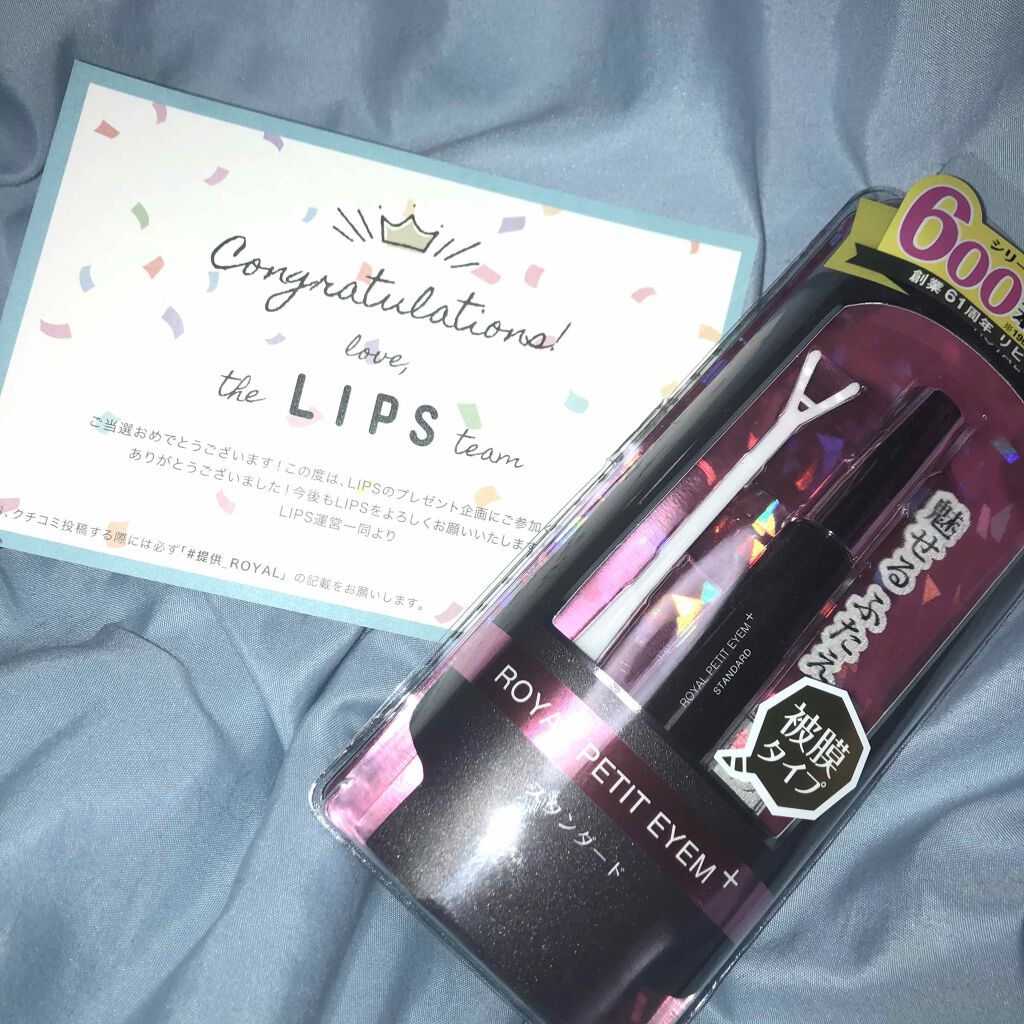 Congratulations!
love,
the LIPS team
ご当選おめでとうございます！この度は、LIPSのプレゼント企画にご参加
ありがとうございました！今後もLIPSをよろしくお願いいたします
LIPS運営一同より
クチコミ投稿する際には必ず「#提供_ROYAL」の記載をお願いします。
シリー
600
創業61周年
リピ
魅せるふたえ
ROYAL PETIT EYEM+
STANDARD
被膜
タイプ
ROYAL PETIT EYEM+
スタンダード